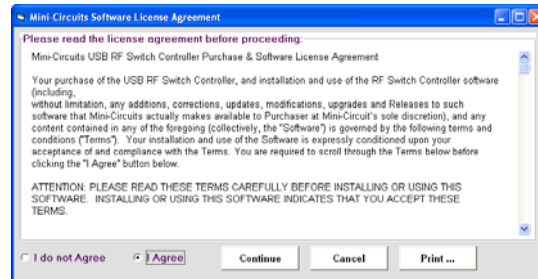 Mini-Circuits Software License Agreement
Please read the license agreement before proceeding:
Mini-Circuits USB RF Switch Controller Purchase & Software License Agreement
Your purchase of the USB RF Switch Controller, and installation and use of the RF Switch Controller software
(including,
without limitation, any additions, corrections, updates, modifications, upgrades and Releases to such
software that Mini-Circuits actually makes available to Purchaser at Mini-Circuit's sole discretion), and any
content contained in any of the foregoing (collectively, the "Software") is governed by the following terms and
conditions ("Terms"). Your installation and use of the Software is expressly conditioned upon your
acceptance of and compliance with the Terms. You are required to scroll through the Terms below before
clicking the "I Agree" button below.
ATTENTION: PLEASE READ THESE TERMS CAREFULLY BEFORE INSTALLING OR USING THIS
SOFTWARE. INSTALLING OR USING THIS SOFTWARE INDICATES THAT YOU ACCEPT THESE
TERMS.
I do not Agree I Agree Continue Cancel Print ...